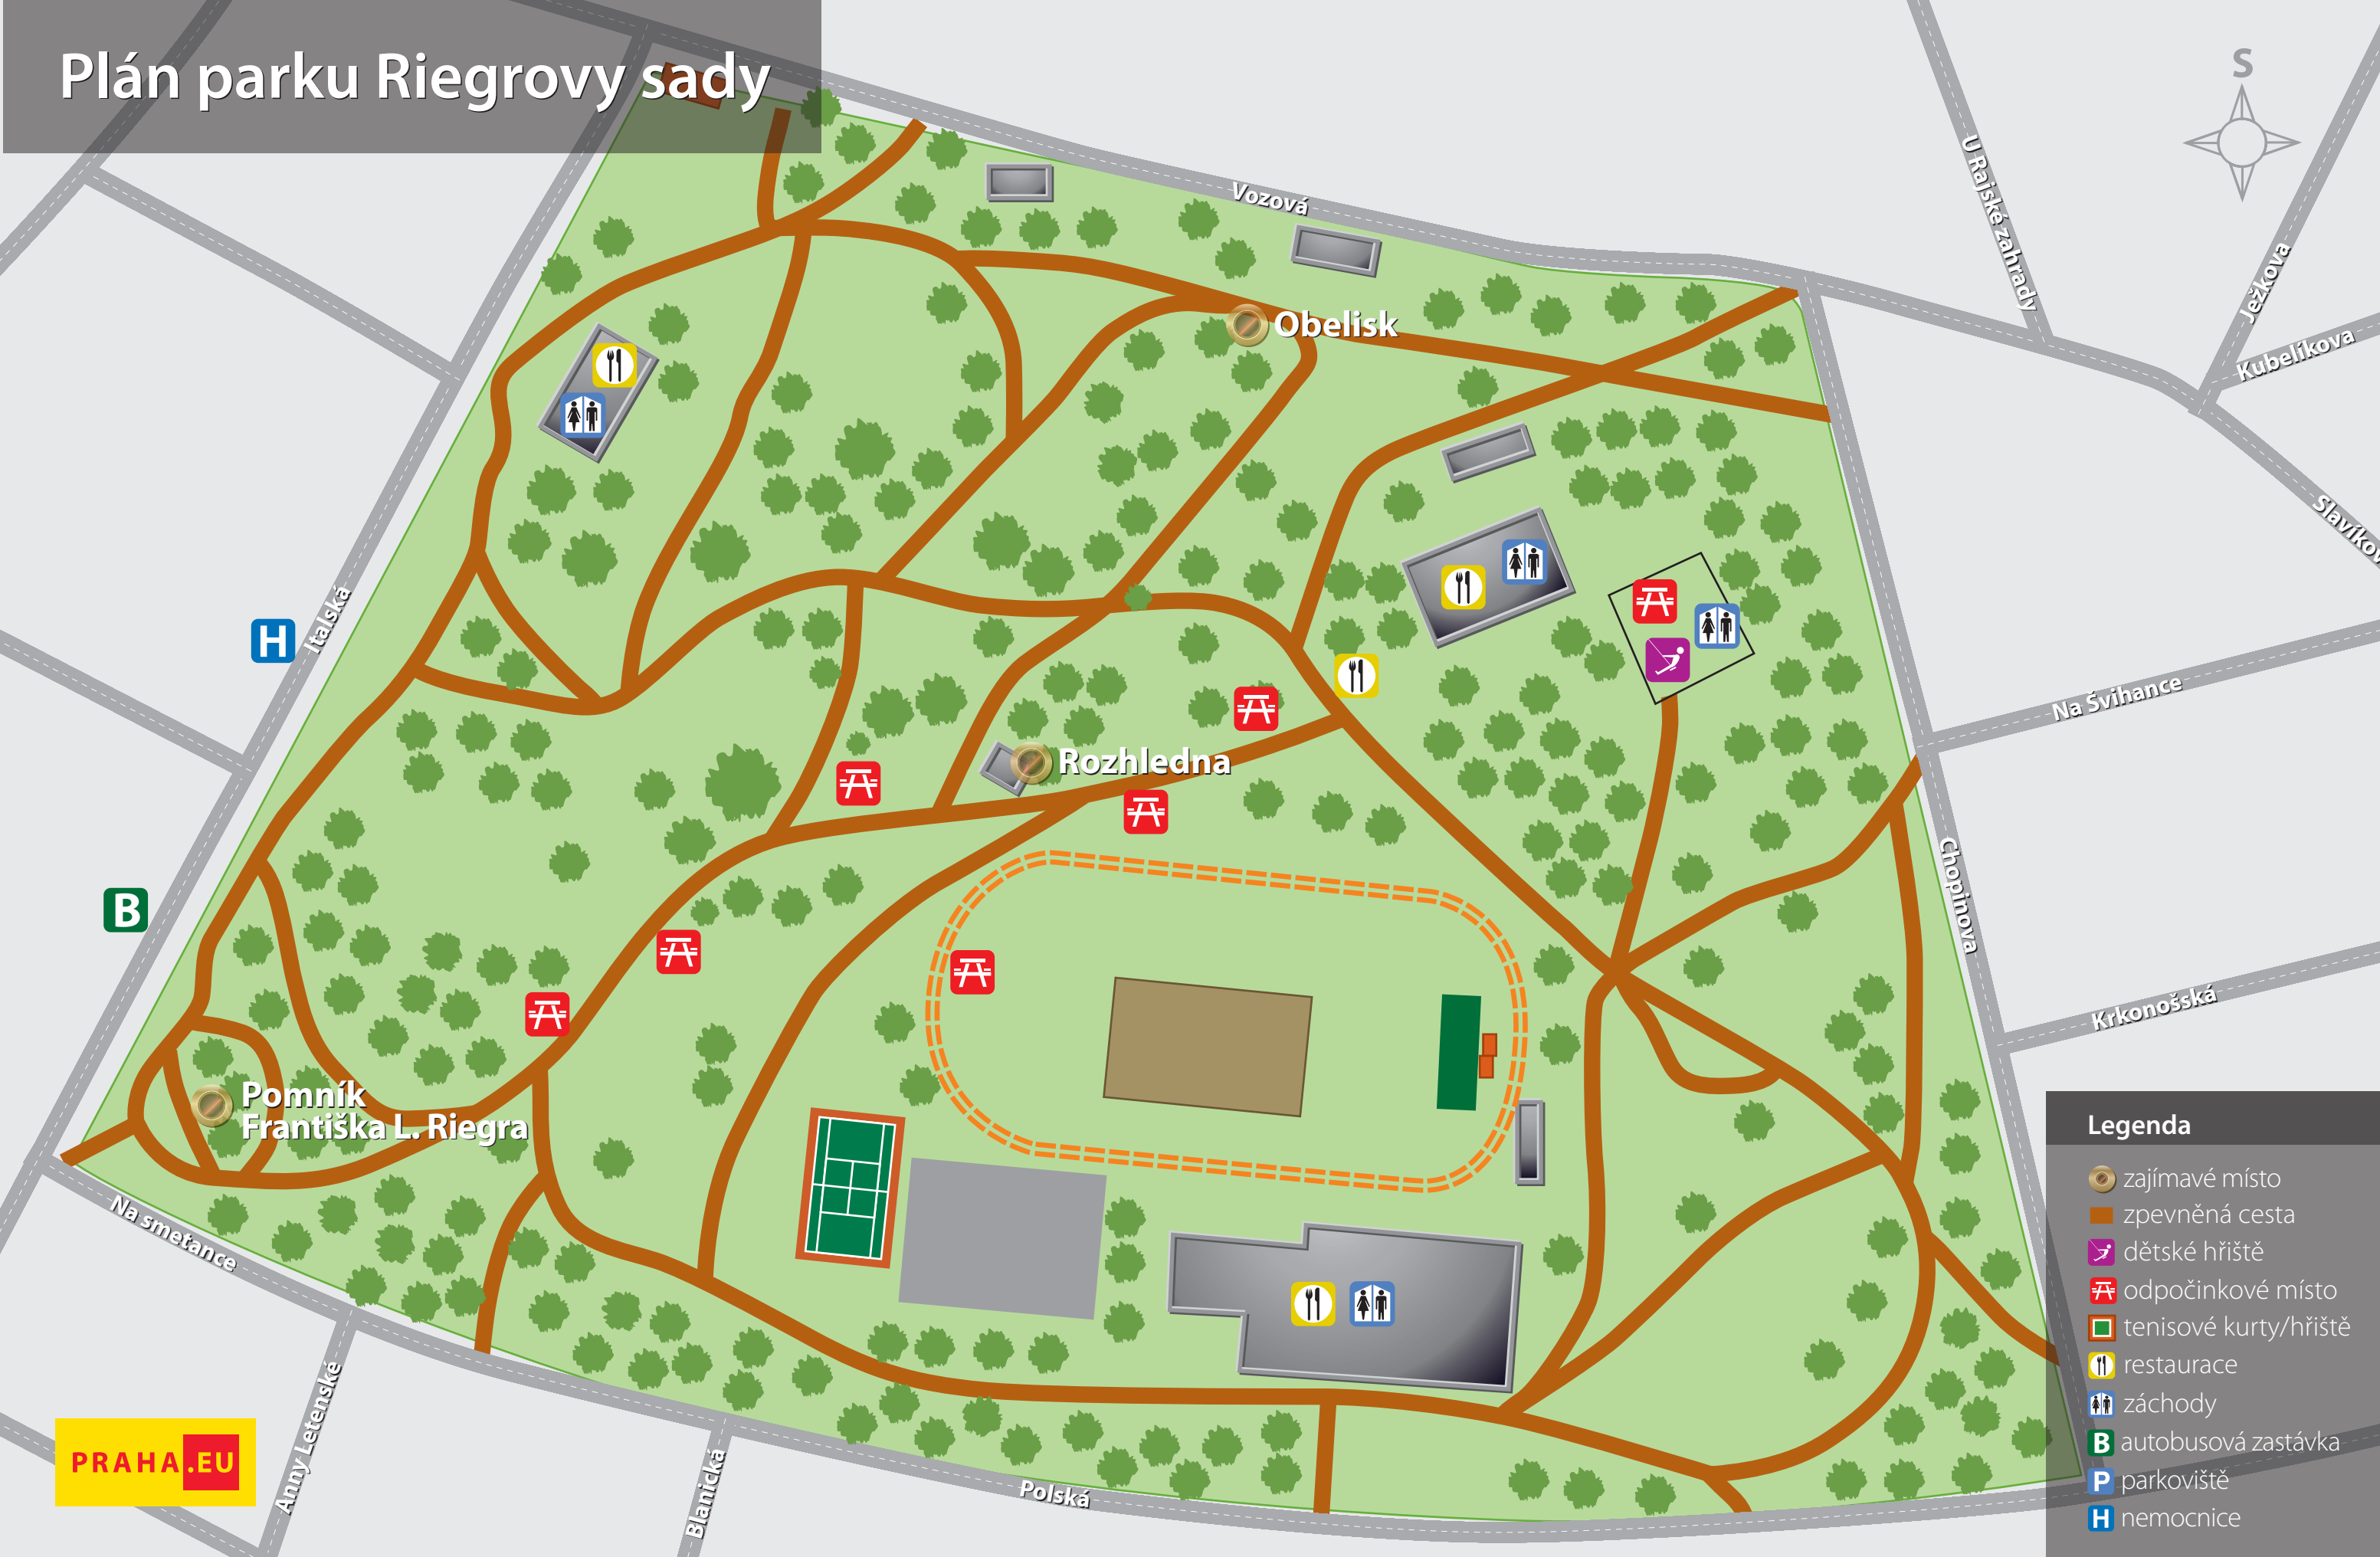 Plán parku Riegrovy sady
S
Vozová
U Rajské zahrady
Ježkova
Kubelíkova
Obelisk
Italská
H
Na Švihance
Rozhledna
B
Chopinova
Krkonošská
Pomník
Františka L. Riegra
Na smetance
Anny Letenské
Blanická
Polská
PRAHA.EU
Legenda
zajímavé místo
zpevněná cesta
dětské hřiště
odpočinkové místo
tenisové kurty/hřiště
restaurace
záchody
B autobusová zastávka
P parkoviště
H nemocnice